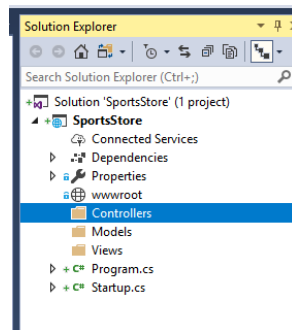 Solution Explorer
Search Solution Explorer (Ctrl+;)
Solution 'SportsStore' (1 project)
SportsStore
Connected Services
Dependencies
Properties
wwwroot
Controllers
Models
Views
C# Program.cs
C# Startup.cs